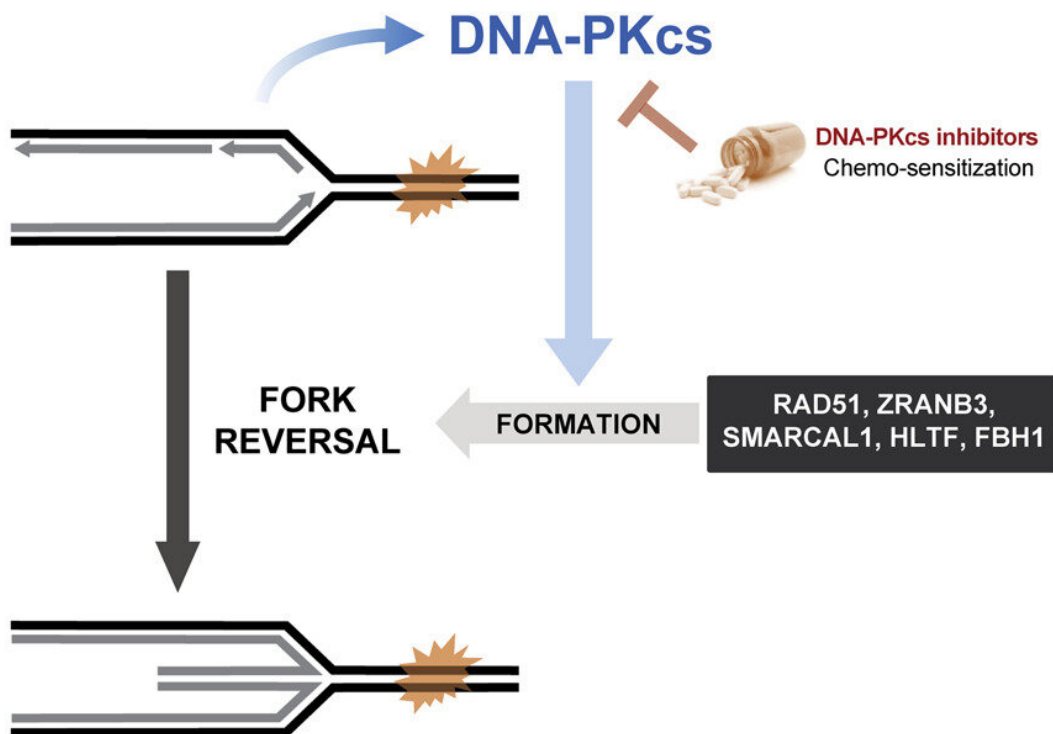 DNA-PKcs
DNA-PKcs inhibitors
Chemo-sensitization
FORK
REVERSAL
FORMATION
RAD51, ZRANB3,
SMARCAL1, HLTF, FBH1